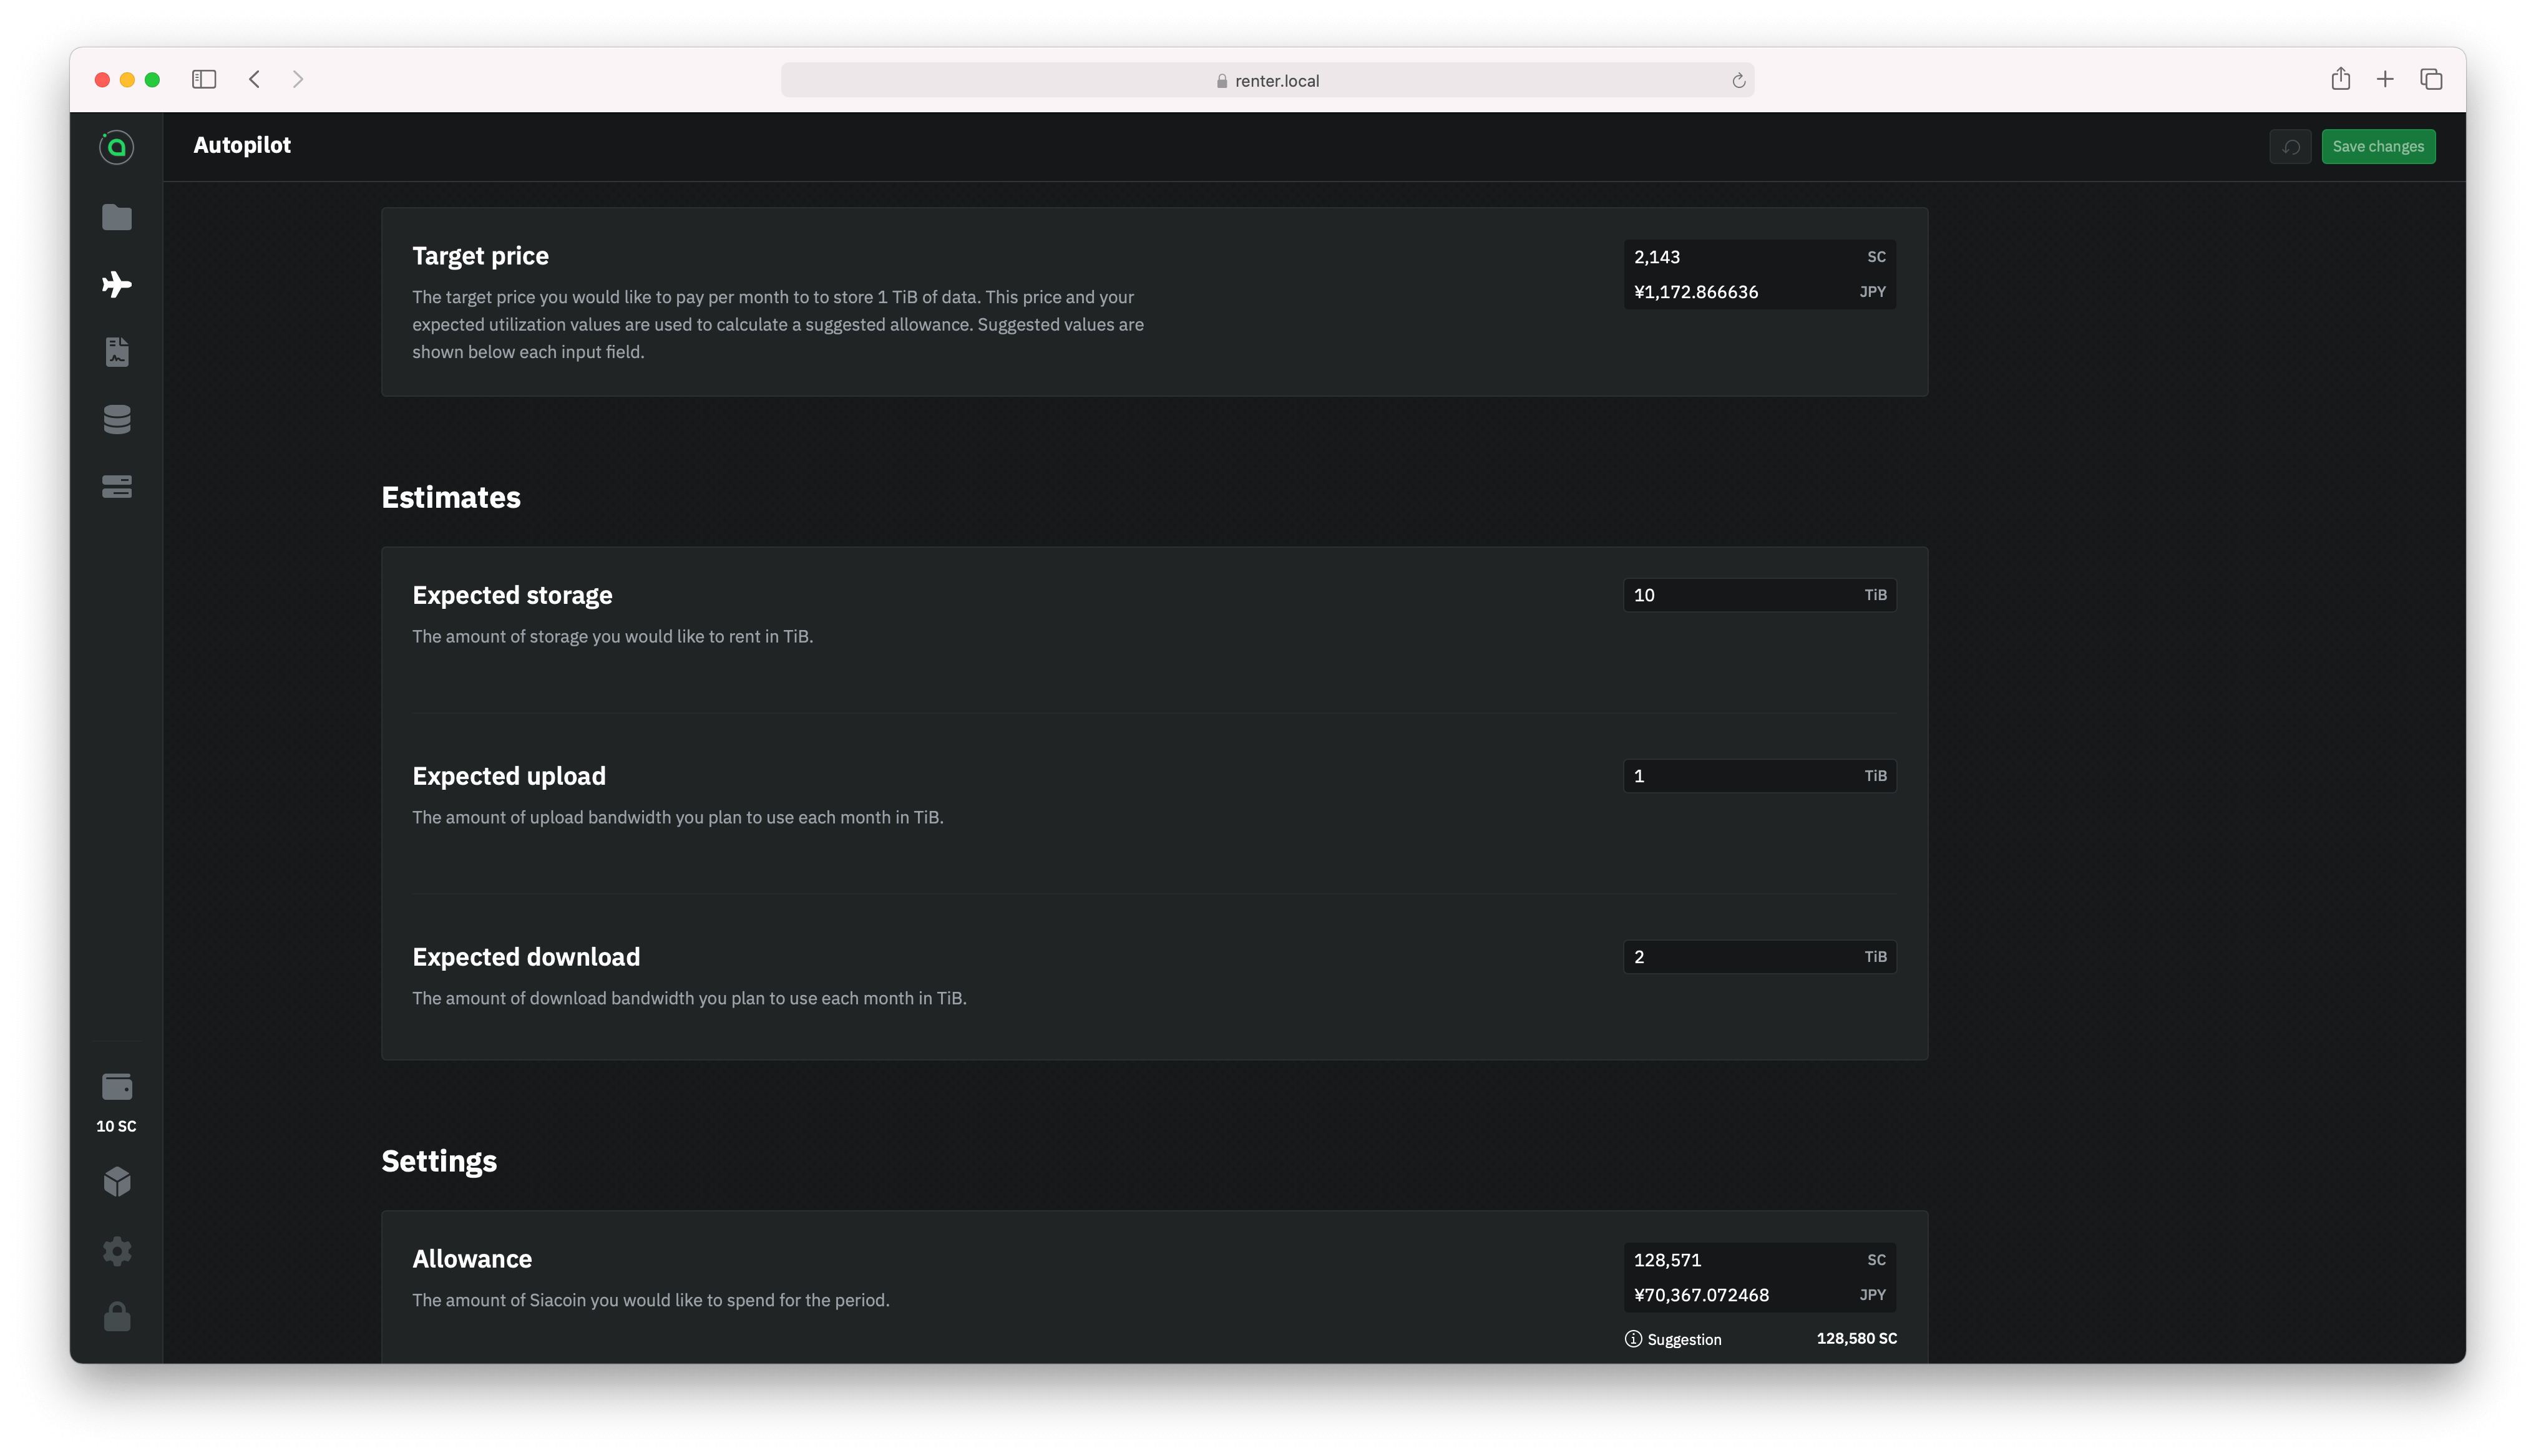 renter.local
Autopilot
Save changes
Target price
2,143 SC
¥1,172.866636 JPY
The target price you would like to pay per month to to store 1 TiB of data. This price and your
expected utilization values are used to calculate a suggested allowance. Suggested values are
shown below each input field.
Estimates
Expected storage
10 TiB
The amount of storage you would like to rent in TiB.
Expected upload
1 TiB
The amount of upload bandwidth you plan to use each month in TiB.
Expected download
2 TiB
The amount of download bandwidth you plan to use each month in TiB.
10 SC
Settings
Allowance
128,571 SC
¥70,367.072468 JPY
The amount of Siacoin you would like to spend for the period.
Suggestion 128,580 SC